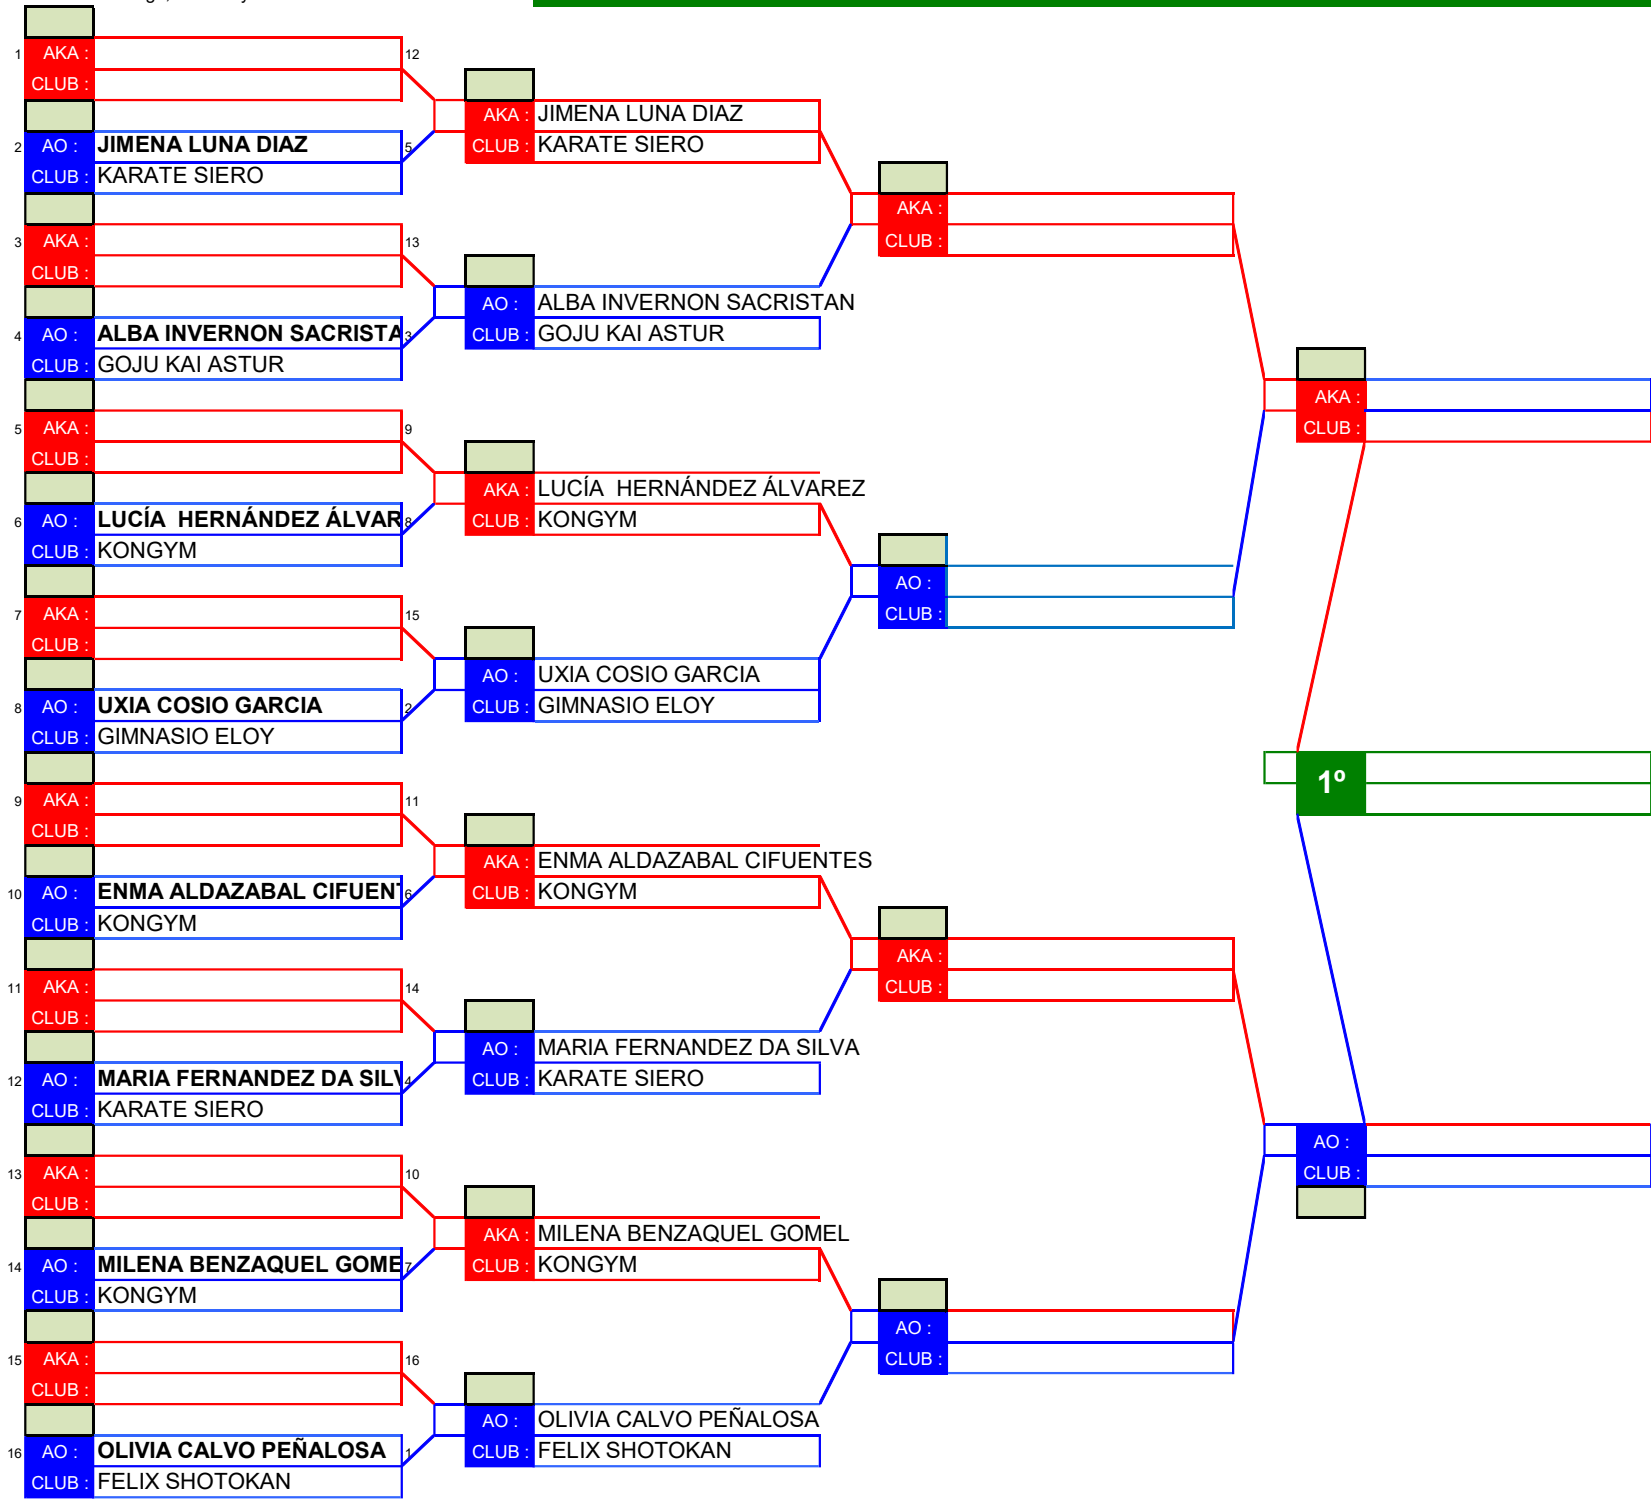 1 AKA : 12
CLUB :
2 AO : JIMENA LUNA DIAZ 5
CLUB : KARATE SIERO
3 AKA : 13
CLUB :
4 AO : ALBA INVERNON SACRISTA 3
CLUB : GOJU KAI ASTUR
5 AKA : 9
CLUB :
6 AO : LUCÍA HERNÁNDEZ ÁLVAR 8
CLUB : KONGYM
7 AKA : 15
CLUB :
8 AO : UXIA COSIO GARCIA 2
CLUB : GIMNASIO ELOY
9 AKA : 11
CLUB :
10 AO : ENMA ALDAZABAL CIFUENT 6
CLUB : KONGYM
11 AKA : 14
CLUB :
12 AO : MARIA FERNANDEZ DA SILV 4
CLUB : KARATE SIERO
13 AKA : 10
CLUB :
14 AO : MILENA BENZAQUEL GOME 7
CLUB : KONGYM
15 AKA : 16
CLUB :
16 AO : OLIVIA CALVO PEÑALOSA 1
CLUB : FELIX SHOTOKAN
AKA : JIMENA LUNA DIAZ
CLUB : KARATE SIERO
AO : ALBA INVERNON SACRISTAN
CLUB : GOJU KAI ASTUR
AKA : LUCÍA HERNÁNDEZ ÁLVAREZ
CLUB : KONGYM
AO : UXIA COSIO GARCIA
CLUB : GIMNASIO ELOY
AKA : ENMA ALDAZABAL CIFUENTES
CLUB : KONGYM
AO : MARIA FERNANDEZ DA SILVA
CLUB : KARATE SIERO
AKA : MILENA BENZAQUEL GOMEL
CLUB : KONGYM
AO : OLIVIA CALVO PEÑALOSA
CLUB : FELIX SHOTOKAN
AKA :
CLUB :
AO :
CLUB :
AKA :
CLUB :
AO :
CLUB :
AKA :
CLUB :
1º
AO :
CLUB :